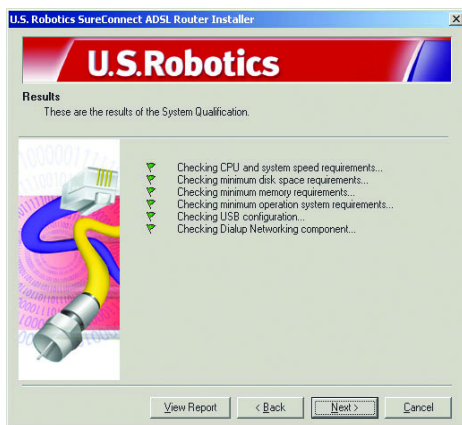 U.S. Robotics SureConnect ADSL Router Installer
U.S.Robotics
Results
These are the results of the System Qualification.
Checking CPU and system speed requirements...
Checking minimum disk space requirements...
Checking minimum memory requirements...
Checking minimum operation system requirements...
Checking USB configuration...
Checking Dialup Networking component...
View Report
< Back
Next >
Cancel